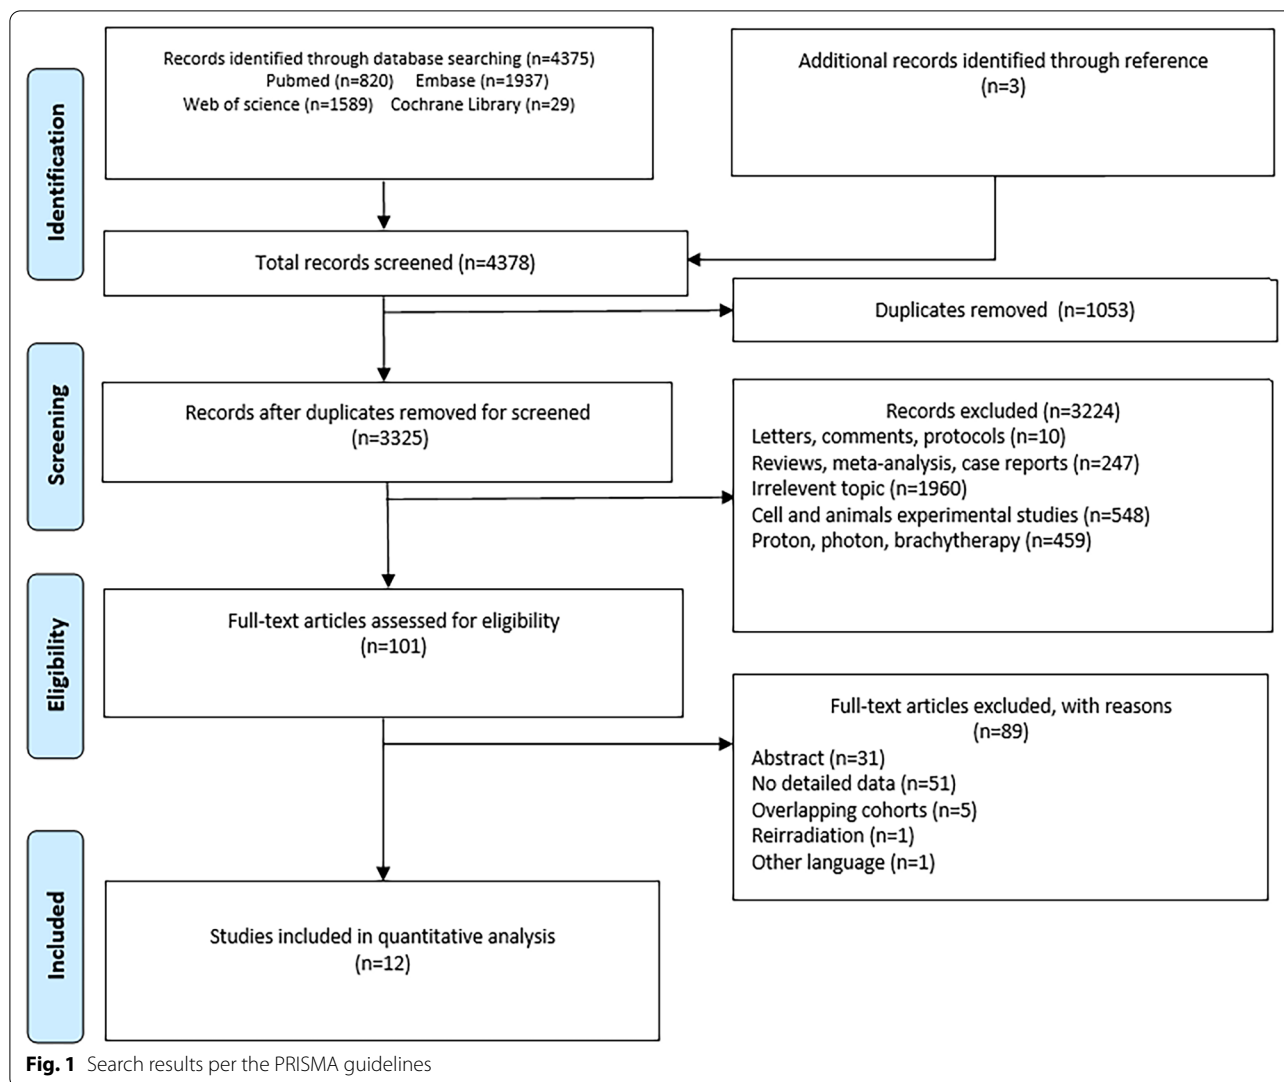 Identification
Records identified through database searching (n=4375)
Pubmed (n=820) Embase (n=1937)
Web of science (n=1589) Cochrane Library (n=29)
Additional records identified through reference
(n=3)
Total records screened (n=4378)
Duplicates removed (n=1053)
Screening
Records after duplicates removed for screened
(n=3325)
Records excluded (n=3224)
Letters, comments, protocols (n=10)
Reviews, meta-analysis, case reports (n=247)
Irrelevent topic (n=1960)
Cell and animals experimental studies (n=548)
Proton, photon, brachytherapy (n=459)
Eligibility
Full-text articles assessed for eligibility
(n=101)
Full-text articles excluded, with reasons
(n=89)
Abstract (n=31)
No detailed data (n=51)
Overlapping cohorts (n=5)
Reirradiation (n=1)
Other language (n=1)
Included
Studies included in quantitative analysis
(n=12)
Fig. 1 Search results per the PRISMA guidelines